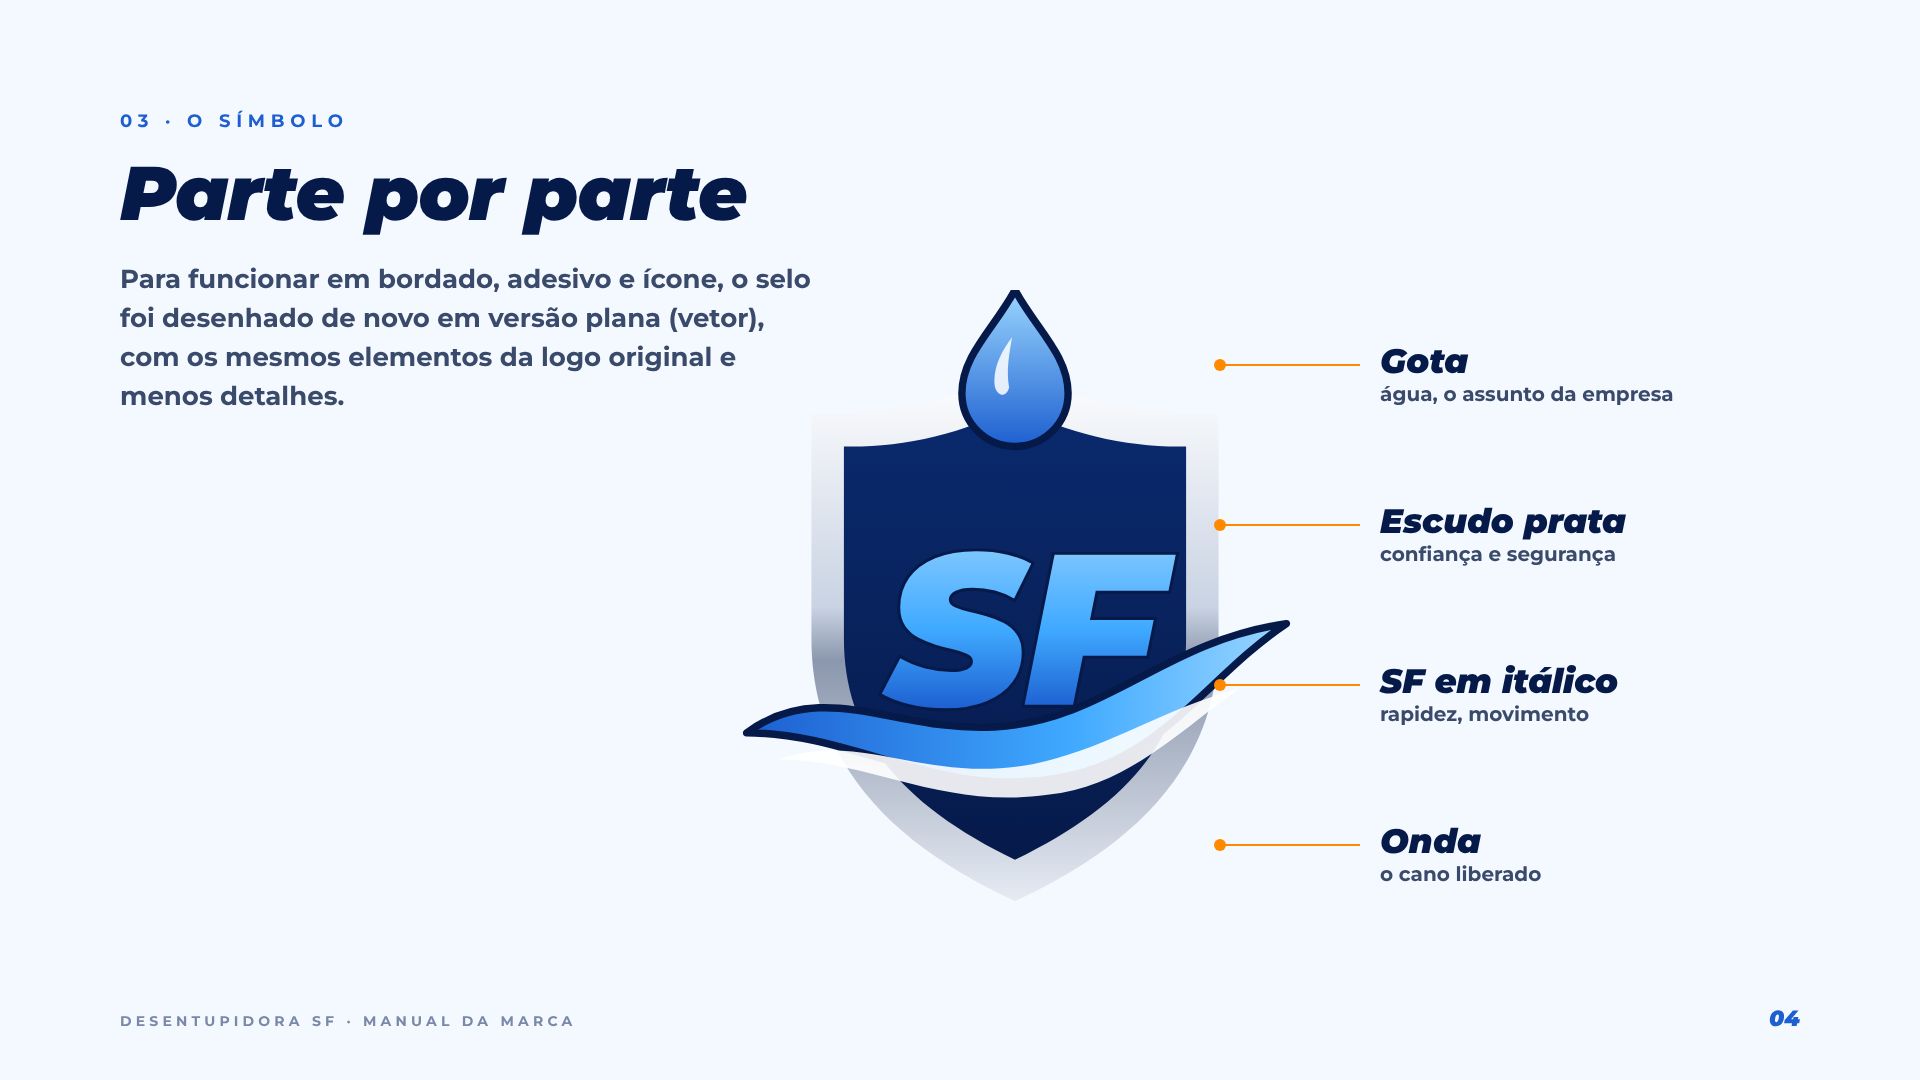 03 · O SÍMBOLO
Parte por parte
Para funcionar em bordado, adesivo e ícone, o selo
foi desenhado de novo em versão plana (vetor),
com os mesmos elementos da logo original e
menos detalhes.
SF
Gota
água, o assunto da empresa
Escudo prata
confiança e segurança
SF em itálico
rapidez, movimento
Onda
o cano liberado
DESENTUPIDORA SF · MANUAL DA MARCA
04